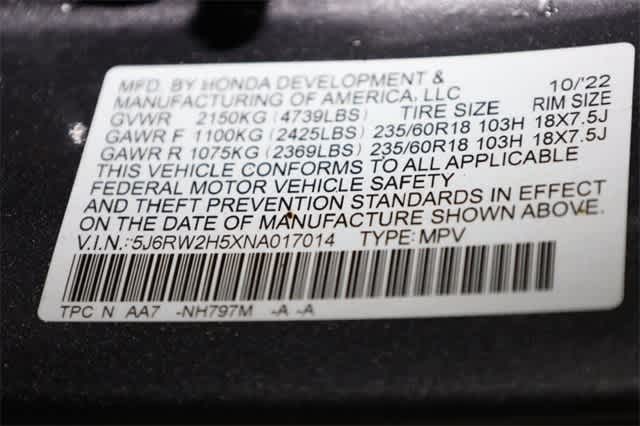 MFD. BY HONDA DEVELOPMENT &
MANUFACTURING OF AMERICA, LLC 10/'22
GVWR 2150KG (4739LBS) TIRE SIZE RIM SIZE
GAWR F 1100KG (2425LBS) 235/60R18 103H 18X7.5J
GAWR R 1075KG (2369LBS) 235/60R18 103H 18X7.5J
THIS VEHICLE CONFORMS TO ALL APPLICABLE
FEDERAL MOTOR VEHICLE SAFETY
AND THEFT PREVENTION STANDARDS IN EFFECT
ON THE DATE OF MANUFACTURE SHOWN ABOVE.
V.I.N.:5J6RW2H5XNA017014 TYPE:MPV
TPC N AA7 -NH797M -A -A